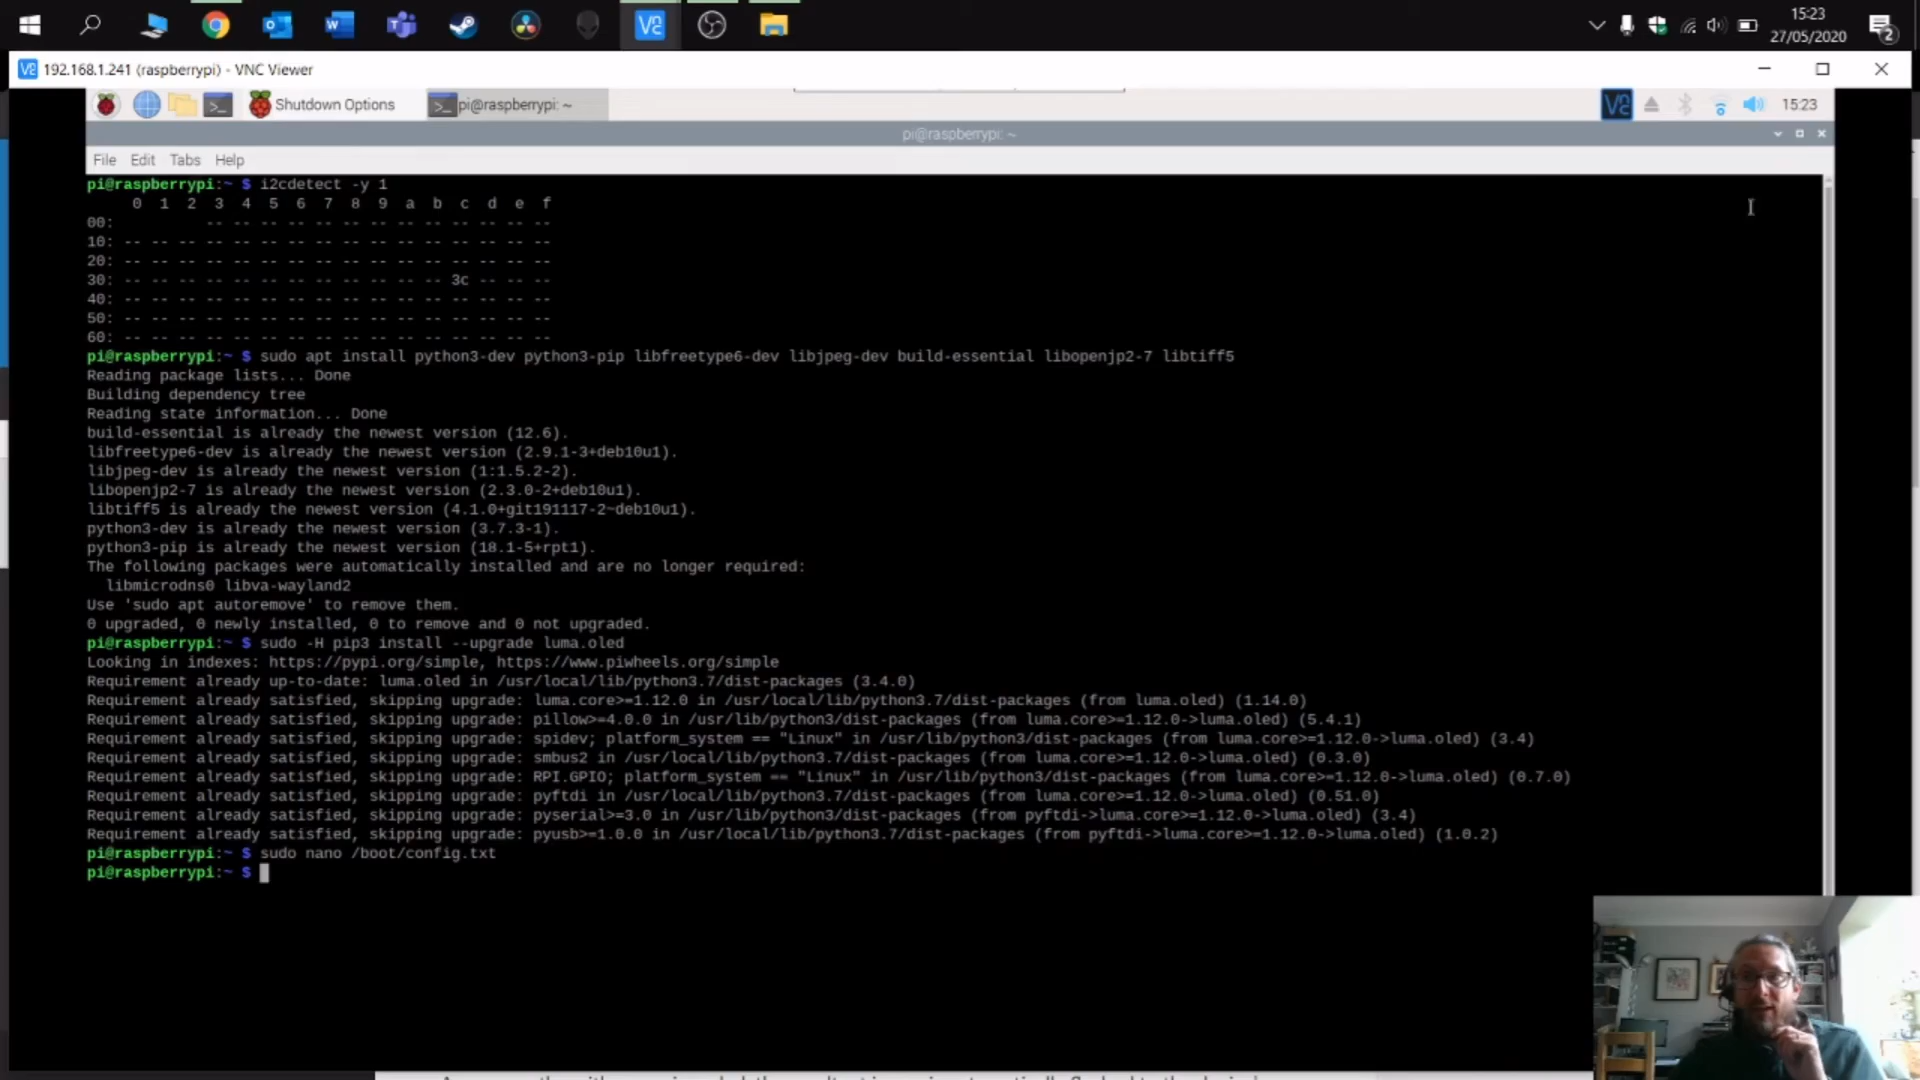 15:23
27/05/2020
2
192.168.1.241 (raspberrypi) - VNC Viewer
Shutdown Options
pi@raspberrypi: ~
15:23
pi@raspberrypi: ~
File Edit Tabs Help
pi@raspberrypi:~ $ i2cdetect -y 1
0 1 2 3 4 5 6 7 8 9 a b c d e f
00: -- -- -- -- -- -- -- -- -- -- -- -- --
10: -- -- -- -- -- -- -- -- -- -- -- -- -- -- -- --
20: -- -- -- -- -- -- -- -- -- -- -- -- -- -- -- --
30: -- -- -- -- -- -- -- -- -- -- -- -- 3c -- -- --
40: -- -- -- -- -- -- -- -- -- -- -- -- -- -- -- --
50: -- -- -- -- -- -- -- -- -- -- -- -- -- -- -- --
60: -- -- -- -- -- -- -- -- -- -- -- -- -- -- -- --
pi@raspberrypi:~ $ sudo apt install python3-dev python3-pip libfreetype6-dev libjpeg-dev build-essential libopenjp2-7 libtiff5
Reading package lists... Done
Building dependency tree
Reading state information... Done
build-essential is already the newest version (12.6).
libfreetype6-dev is already the newest version (2.9.1-3+deb10u1).
libjpeg-dev is already the newest version (1:1.5.2-2).
libopenjp2-7 is already the newest version (2.3.0-2+deb10u1).
libtiff5 is already the newest version (4.1.0+git191117-2~deb10u1).
python3-dev is already the newest version (3.7.3-1).
python3-pip is already the newest version (18.1-5+rpt1).
The following packages were automatically installed and are no longer required:
libmicrodns0 libva-wayland2
Use 'sudo apt autoremove' to remove them.
0 upgraded, 0 newly installed, 0 to remove and 0 not upgraded.
pi@raspberrypi:~ $ sudo -H pip3 install --upgrade luma.oled
Looking in indexes: https://pypi.org/simple, https://www.piwheels.org/simple
Requirement already up-to-date: luma.oled in /usr/local/lib/python3.7/dist-packages (3.4.0)
Requirement already satisfied, skipping upgrade: luma.core>=1.12.0 in /usr/local/lib/python3.7/dist-packages (from luma.oled) (1.14.0)
Requirement already satisfied, skipping upgrade: pillow>=4.0.0 in /usr/lib/python3/dist-packages (from luma.core>=1.12.0->luma.oled) (5.4.1)
Requirement already satisfied, skipping upgrade: spidev; platform_system == "Linux" in /usr/lib/python3/dist-packages (from luma.core>=1.12.0->luma.oled) (3.4)
Requirement already satisfied, skipping upgrade: smbus2 in /usr/local/lib/python3.7/dist-packages (from luma.core>=1.12.0->luma.oled) (0.3.0)
Requirement already satisfied, skipping upgrade: RPI.GPIO; platform_system == "Linux" in /usr/lib/python3/dist-packages (from luma.core>=1.12.0->luma.oled) (0.7.0)
Requirement already satisfied, skipping upgrade: pyftdi in /usr/local/lib/python3.7/dist-packages (from luma.core>=1.12.0->luma.oled) (0.51.0)
Requirement already satisfied, skipping upgrade: pyserial>=3.0 in /usr/lib/python3/dist-packages (from pyftdi->luma.core>=1.12.0->luma.oled) (3.4)
Requirement already satisfied, skipping upgrade: pyusb>=1.0.0 in /usr/local/lib/python3.7/dist-packages (from pyftdi->luma.core>=1.12.0->luma.oled) (1.0.2)
pi@raspberrypi:~ $ sudo nano /boot/config.txt
pi@raspberrypi:~ $